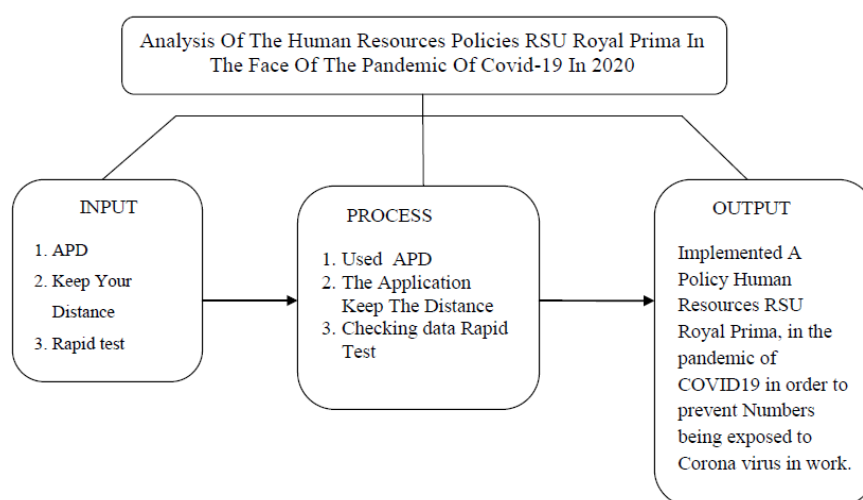 Analysis Of The Human Resources Policies RSU Royal Prima In
The Face Of The Pandemic Of Covid-19 In 2020
INPUT
1. APD
2. Keep Your
Distance
3. Rapid test
PROCESS
1. Used APD
2. The Application
Keep The Distance
3. Checking data Rapid
Test
OUTPUT
Implemented A
Policy Human
Resources RSU
Royal Prima, in the
pandemic of
COVID19 in order to
prevent Numbers
being exposed to
Corona virus in work.